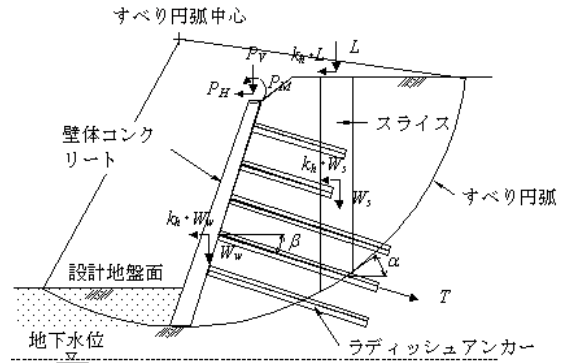 すべり円弧中心
P_V
k_h・L
L
P_H
P_M
スライス
壁体コンク
リート
k_h・W_s
W_s
すべり円弧
k_h・W_w
β
W_w
α
設計地盤面
T
地下水位
ラディッシュアンカー